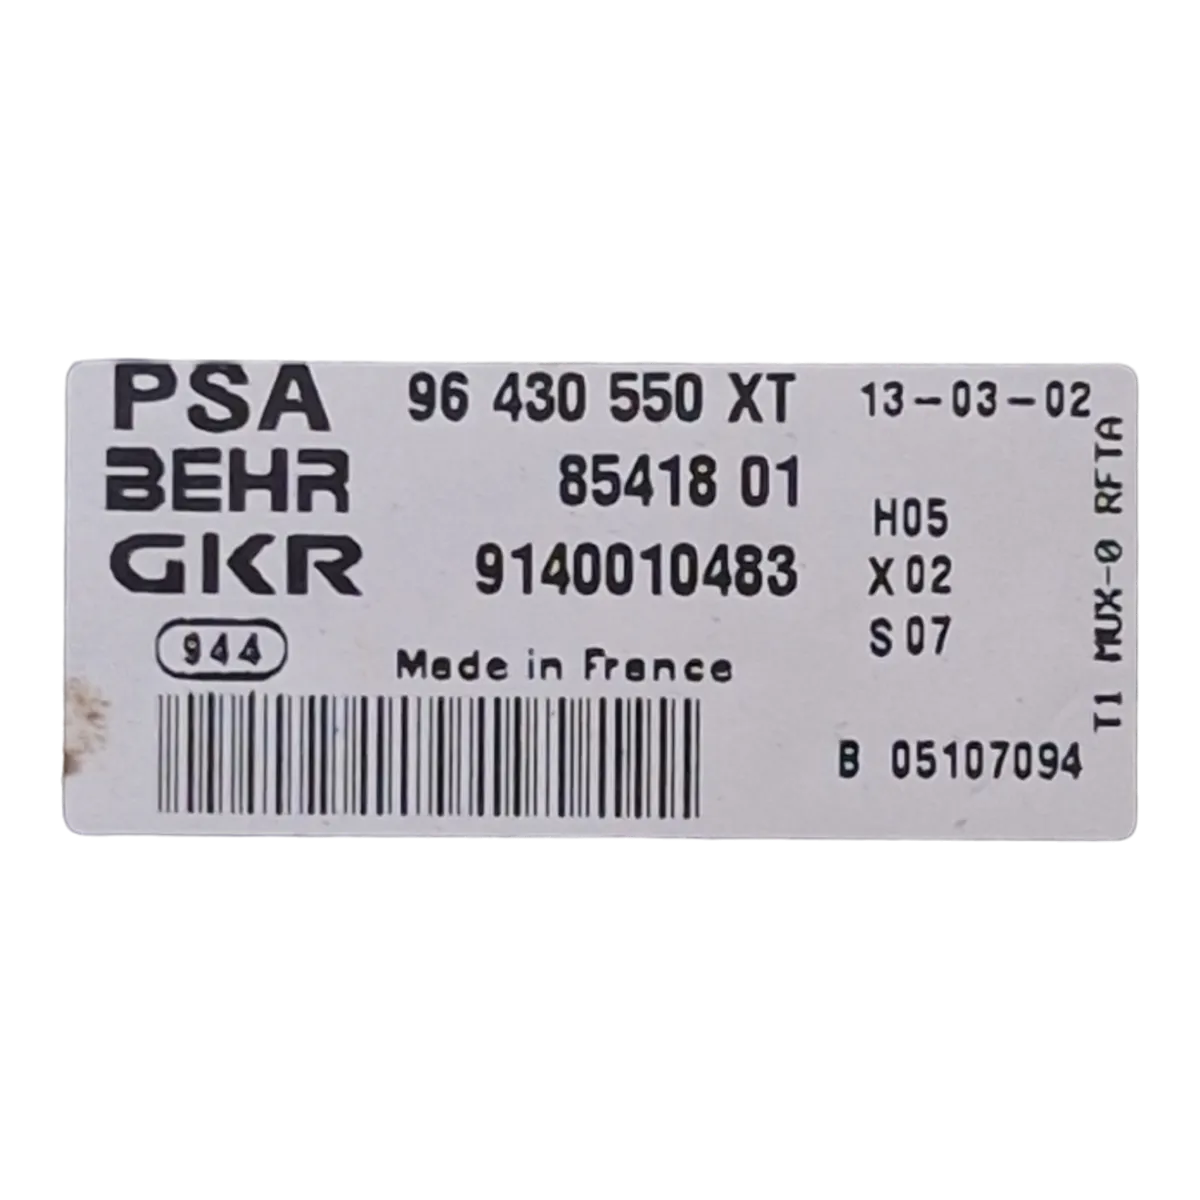 PSA 96 430 550 XT 13-03-02
BEHR 85418 01
H05
GKR 9140010483
X02
944
S07
Made in France
B 05107094
T1 MUX-0 RFTA